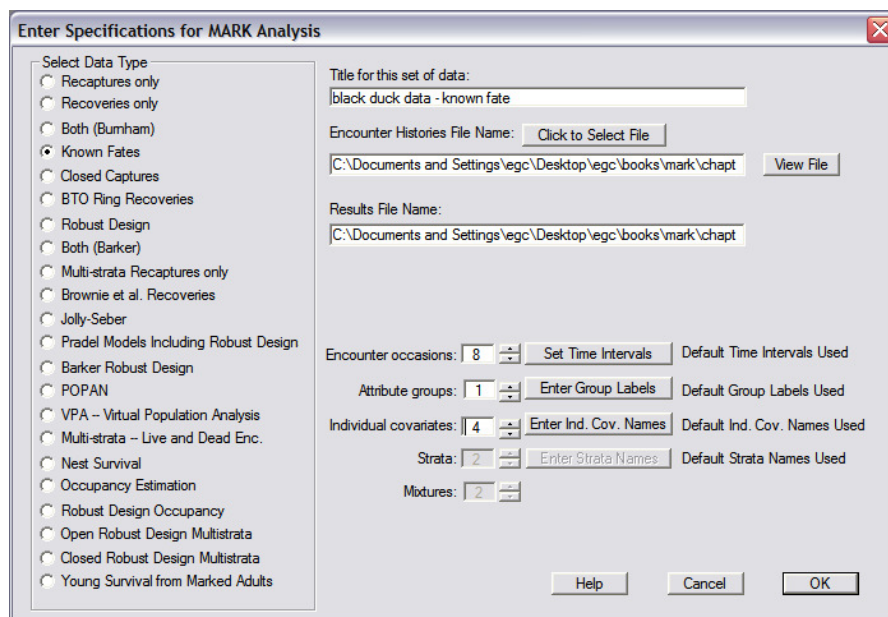 Enter Specifications for MARK Analysis
Select Data Type
Recaptures only
Recoveries only
Both (Burnham)
Known Fates
Closed Captures
BTO Ring Recoveries
Robust Design
Both (Barker)
Multi-strata Recaptures only
Brownie et al. Recoveries
Jolly-Seber
Pradel Models Including Robust Design
Barker Robust Design
POPAN
VPA -- Virtual Population Analysis
Multi-strata -- Live and Dead Enc.
Nest Survival
Occupancy Estimation
Robust Design Occupancy
Open Robust Design Multistrata
Closed Robust Design Multistrata
Young Survival from Marked Adults
Title for this set of data:
black duck data - known fate
Encounter Histories File Name: Click to Select File
C:\Documents and Settings\egc\Desktop\egc\books\mark\chapt View File
Results File Name:
C:\Documents and Settings\egc\Desktop\egc\books\mark\chapt
Encounter occasions: 8 Set Time Intervals Default Time Intervals Used
Attribute groups: 1 Enter Group Labels Default Group Labels Used
Individual covariates: 4 Enter Ind. Cov. Names Default Ind. Cov. Names Used
Strata: 2 Enter Strata Names Default Strata Names Used
Mixtures: 2
Help Cancel OK